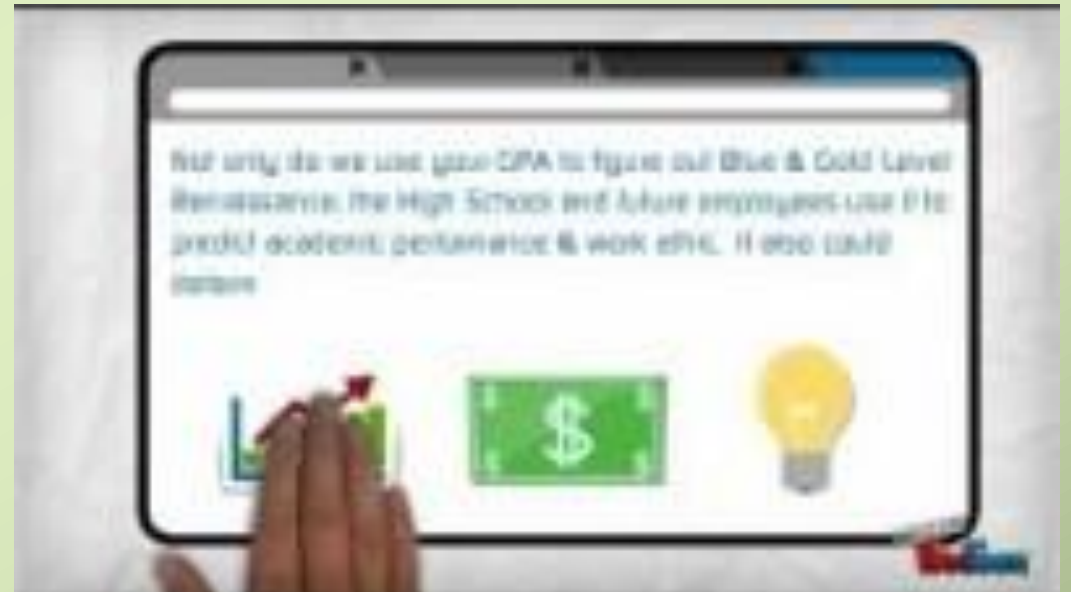 Not only do we use your GPA to figure out Blue & Gold Level
Renaissance, the High School and future employees use it to
predict academic performance & work ethic. It also could
$